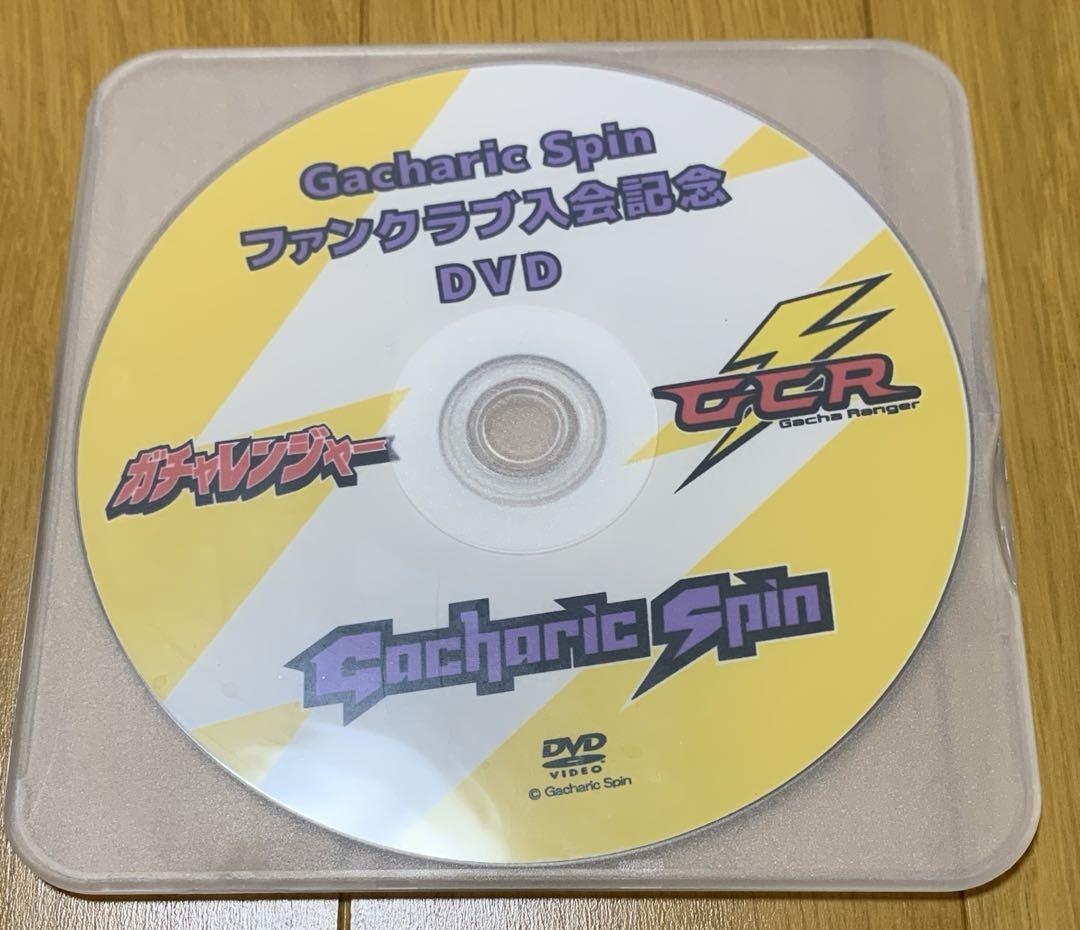 Gacharic Spin
ファンクラブ入会記念
DVD
GCR
Gacha Ranger
ガチャレンジャー
Gacharic Spin
DVD
VIDEO
© Gacharic Spin